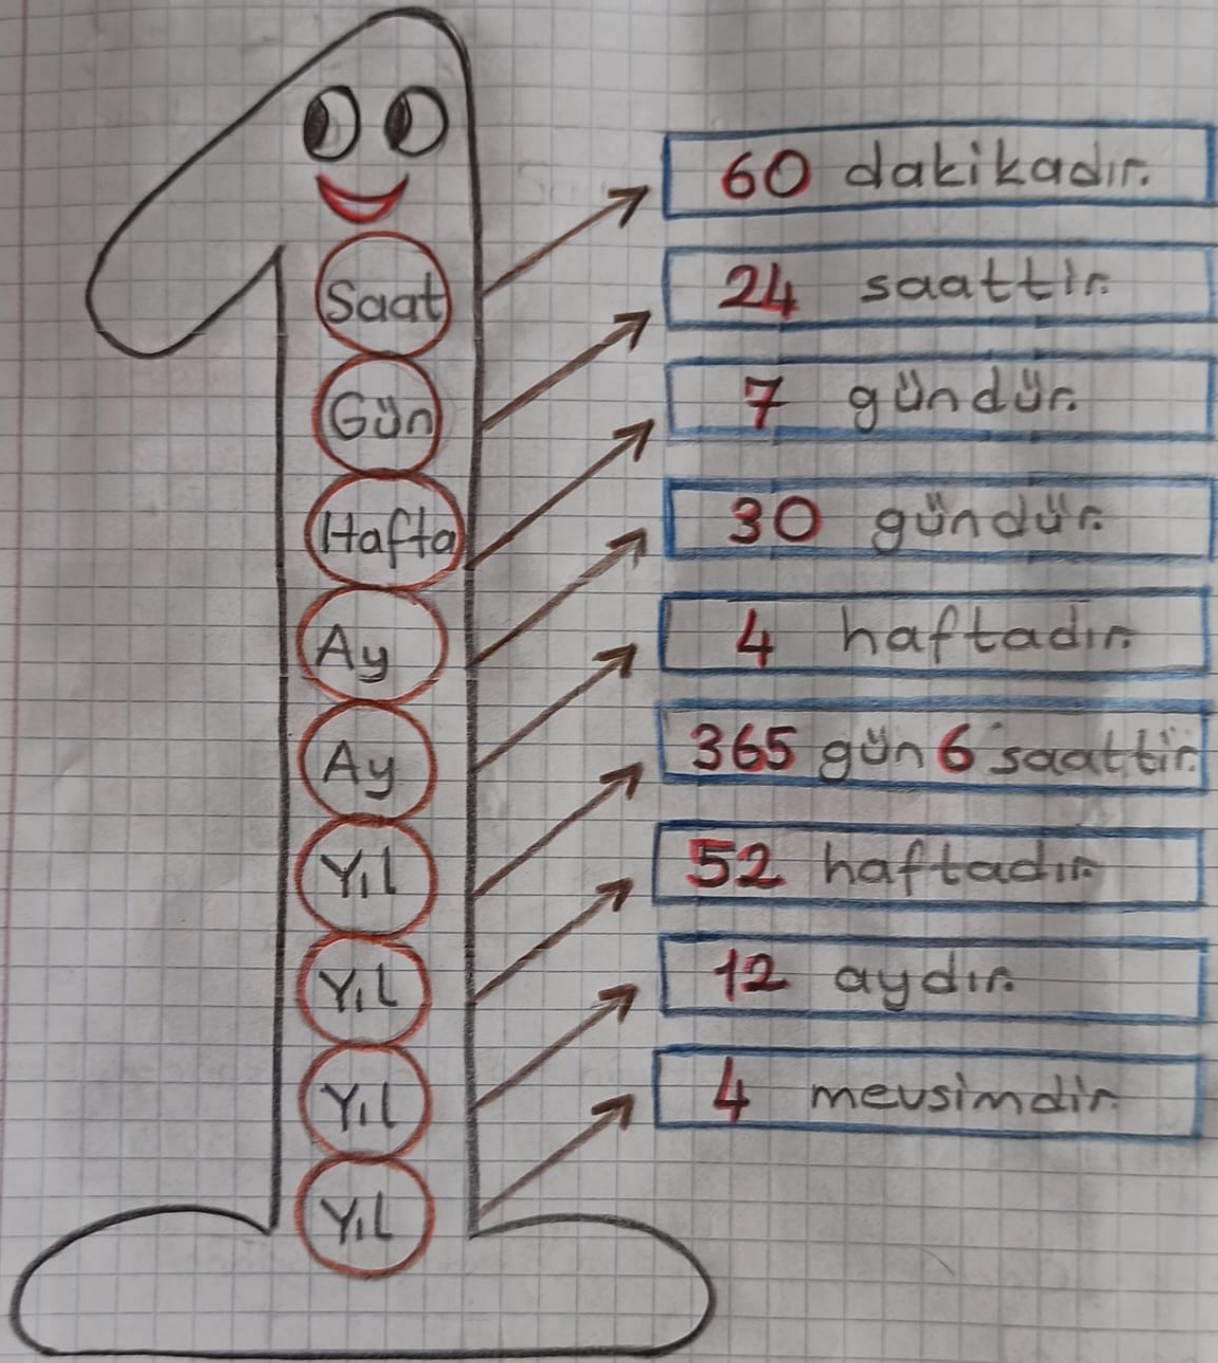 Saat
60 dakikadır.
Gün
24 saattir.
Hafta
7 gündür.
Ay
30 gündür.
Ay
4 haftadır.
Yıl
365 gün 6 saattir.
Yıl
52 haftadır.
Yıl
12 aydır.
Yıl
4 mevsimdir.